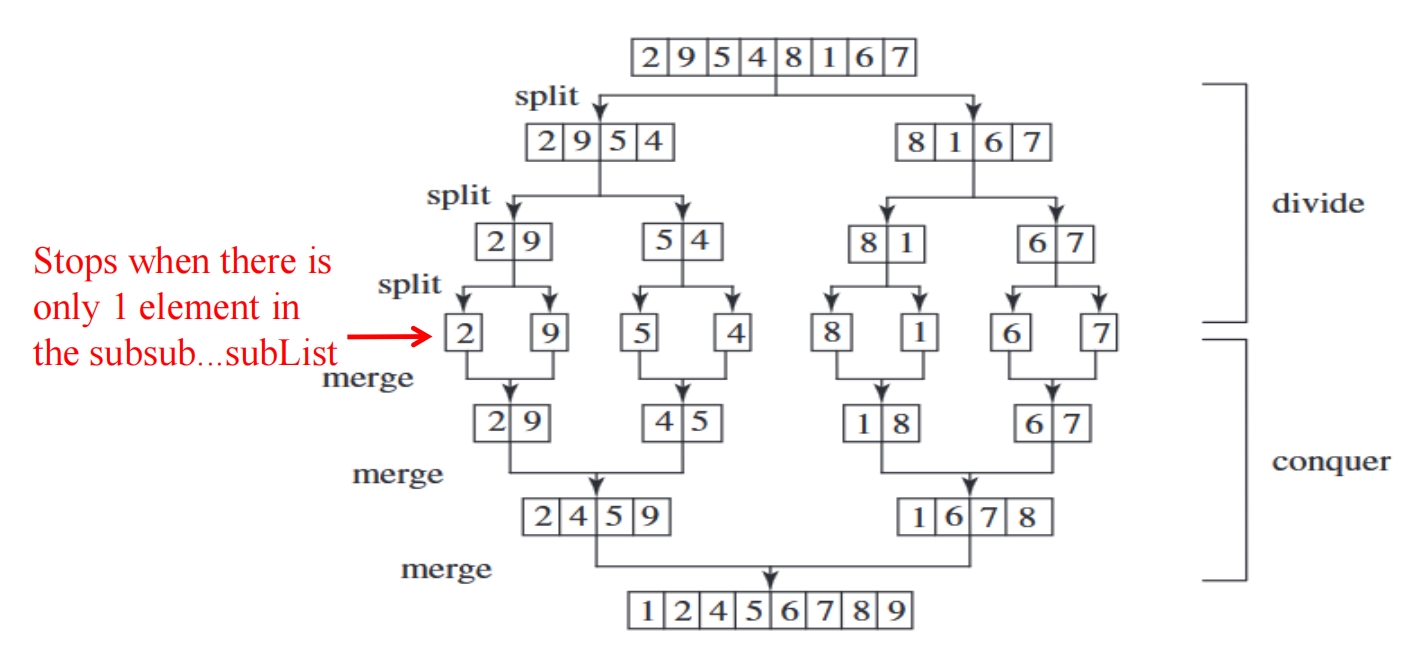 2 9 5 4 8 1 6 7
split
2 9 5 4
8 1 6 7
split
2 9
5 4
8 1
6 7
divide
Stops when there is
only 1 element in
the subsub...subList
split
2
9
5
4
8
1
6
7
merge
2 9
4 5
1 8
6 7
merge
conquer
2 4 5 9
1 6 7 8
merge
1 2 4 5 6 7 8 9